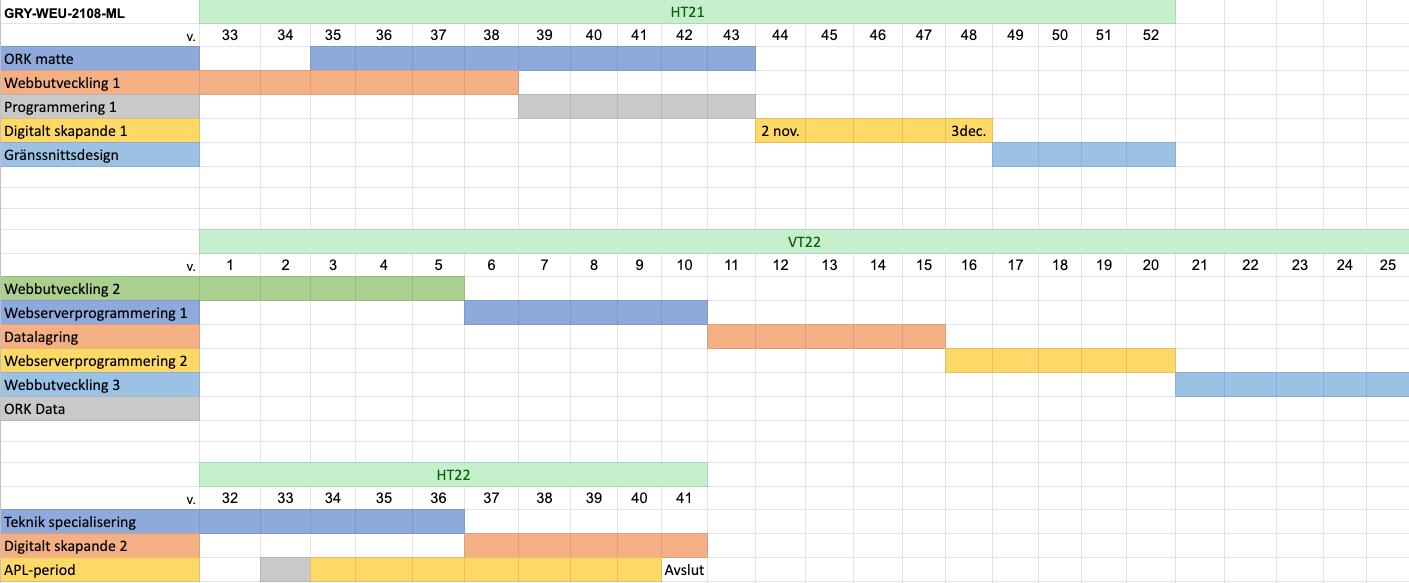 GRY-WEU-2108-ML HT21
v. 33 34 35 36 37 38 39 40 41 42 43 44 45 46 47 48 49 50 51 52
ORK matte
Webbutveckling 1
Programmering 1
Digitalt skapande 1 2 nov. 3dec.
Gränssnittsdesign
VT22
v. 1 2 3 4 5 6 7 8 9 10 11 12 13 14 15 16 17 18 19 20 21 22 23 24 25
Webbutveckling 2
Webserverprogrammering 1
Datalagring
Webserverprogrammering 2
Webbutveckling 3
ORK Data
HT22
v. 32 33 34 35 36 37 38 39 40 41
Teknik specialisering
Digitalt skapande 2
APL-period Avslut